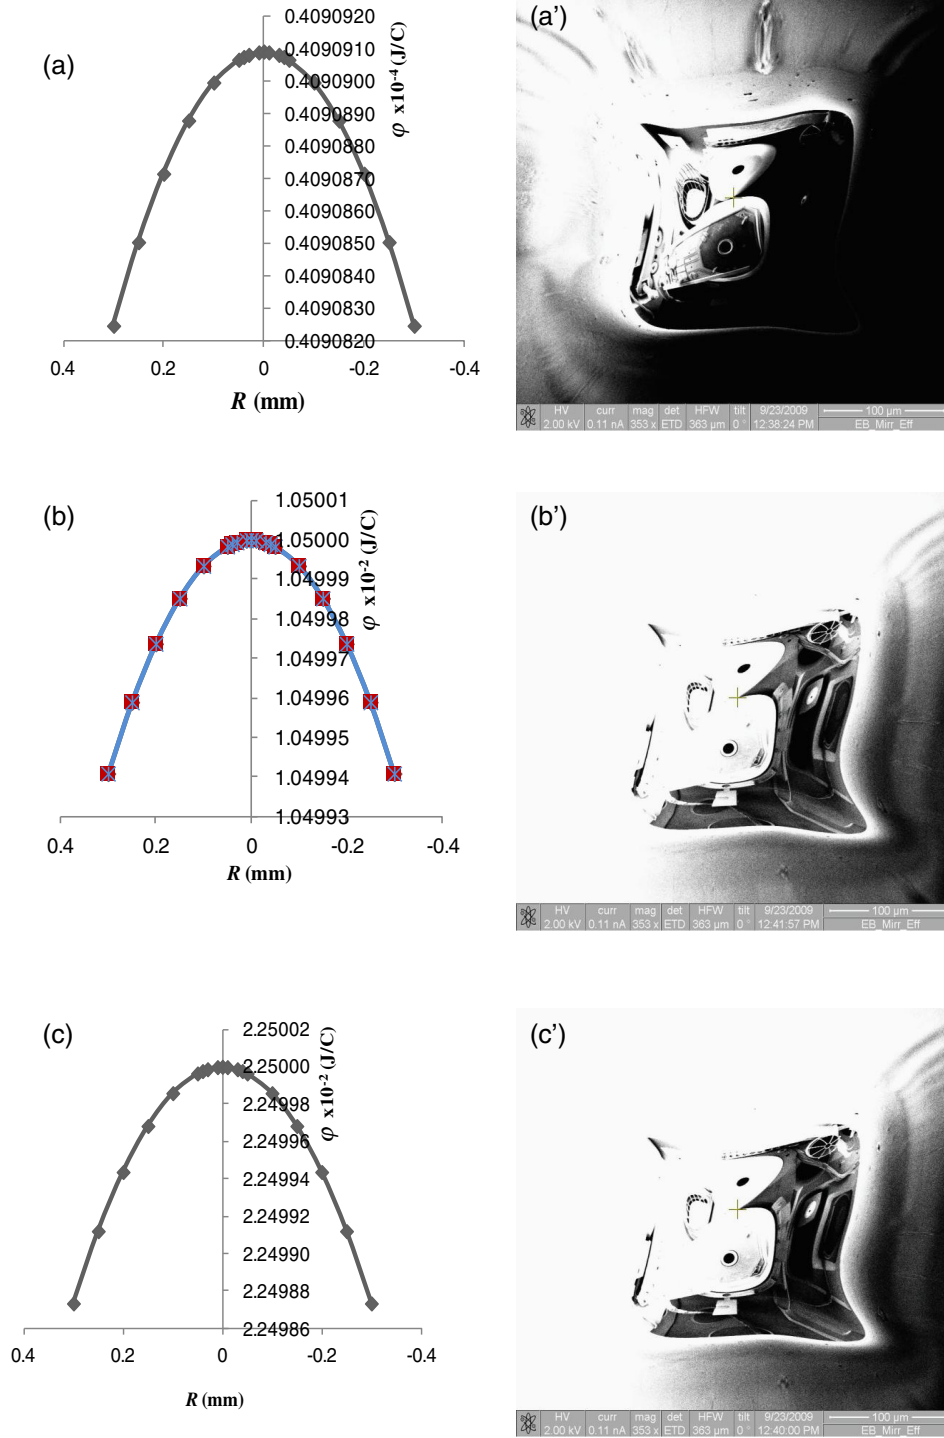 (a)
0.4090920
0.4090910
0.4090900
0.4090890
0.4090880
0.4090870
0.4090860
0.4090850
0.4090840
0.4090830
0.4090820
φ x10-4 (J/C)
0.4 0.2 0 -0.2 -0.4
R (mm)
(a’)
HV curr mag det HFW tilt 9/23/2009 100 µm
2.00 kV 0.11 nA 353 x ETD 363 µm 0 ° 12:38:24 PM EB_Mirr_Eff
(b)
1.05001
1.05000
1.04999
1.04998
1.04997
1.04996
1.04995
1.04994
1.04993
φ x10-2 (J/C)
0.4 0.2 0 -0.2 -0.4
R (mm)
(b’)
HV curr mag det HFW tilt 9/23/2009 100 µm
2.00 kV 0.11 nA 353 x ETD 363 µm 0 ° 12:41:57 PM EB_Mirr_Eff
(c)
2.25002
2.25000
2.24998
2.24996
2.24994
2.24992
2.24990
2.24988
2.24986
φ x10-2 (J/C)
0.4 0.2 0 -0.2 -0.4
R (mm)
(c’)
HV curr mag det HFW tilt 9/23/2009 100 µm
2.00 kV 0.11 nA 353 x ETD 363 µm 0 ° 12:40:00 PM EB_Mirr_Eff